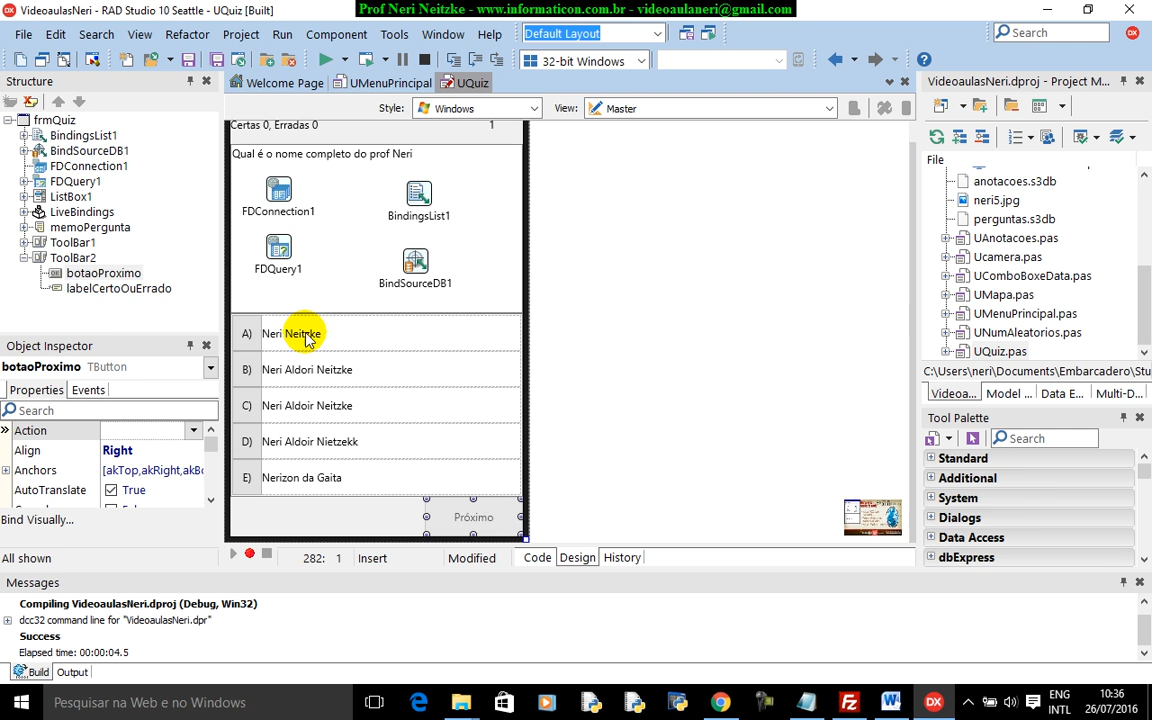 Prof Neri Neitzke - www.informaticon.com.br - videoaulaneri@gmail.com
VideoaulasNeri - RAD Studio 10 Seattle - UQuiz [Built]
File Edit Search View Refactor Project Run Component Tools Window Help
Default Layout
Search
32-bit Windows
Structure
Welcome Page
UMenuPrincipal
UQuiz
VideoaulasNeri.dproj - Project M...
Style:
Windows
View:
Master
frmQuiz
BindingsList1
BindSourceDB1
FDConnection1
FDQuery1
ListBox1
LiveBindings
memoPergunta
ToolBar1
ToolBar2
botaoProximo
labelCertoOuErrado
Object Inspector
botaoProximo TButton
Properties Events
Search
Action
Align Right
Anchors [akTop,akRight,akBo
AutoTranslate True
Bind Visually...
All shown
Certas 0, Erradas 0
1
Qual é o nome completo do prof Neri
FDConnection1
BindingsList1
FDQuery1
BindSourceDB1
A) Neri Neitzke
B) Neri Aldori Neitzke
C) Neri Aldoir Neitzke
D) Neri Aldoir Nietzekk
E) Nerizon da Gaita
Próximo
282: 1 Insert Modified
Code Design History
File
anotacoes.s3db
neri5.jpg
perguntas.s3db
UAnotacoes.pas
Ucamera.pas
UComboBoxeData.pas
UMapa.pas
UMenuPrincipal.pas
UNumAleatorios.pas
UQuiz.pas
C:\Users\neri\Documents\Embarcadero\Stu
Videoa... Model ... Data E... Multi-D...
Tool Palette
Search
Standard
Additional
System
Dialogs
Data Access
dbExpress
Messages
Compiling VideoaulasNeri.dproj (Debug, Win32)
dcc32 command line for "VideoaulasNeri.dpr"
Success
Elapsed time: 00:00:04.5
Build Output
Pesquisar na Web e no Windows
ENG
INTL
10:36
26/07/2016